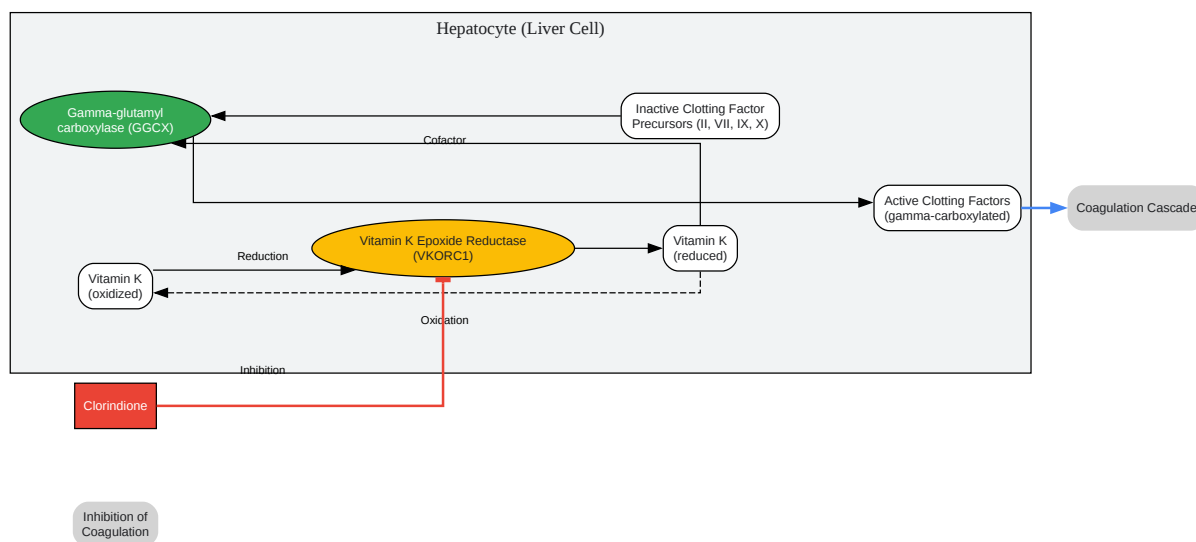 Hepatocyte (Liver Cell)
Gamma-glutamyl
carboxylase (GGCX)
Inactive Clotting Factor
Precursors (II, VII, IX, X)
Cofactor
Active Clotting Factors
(gamma-carboxylated)
Coagulation Cascade
Vitamin K Epoxide Reductase
(VKORC1)
Vitamin K
(reduced)
Reduction
Vitamin K
(oxidized)
Oxidation
Inhibition
Clorindione
Inhibition of
Coagulation